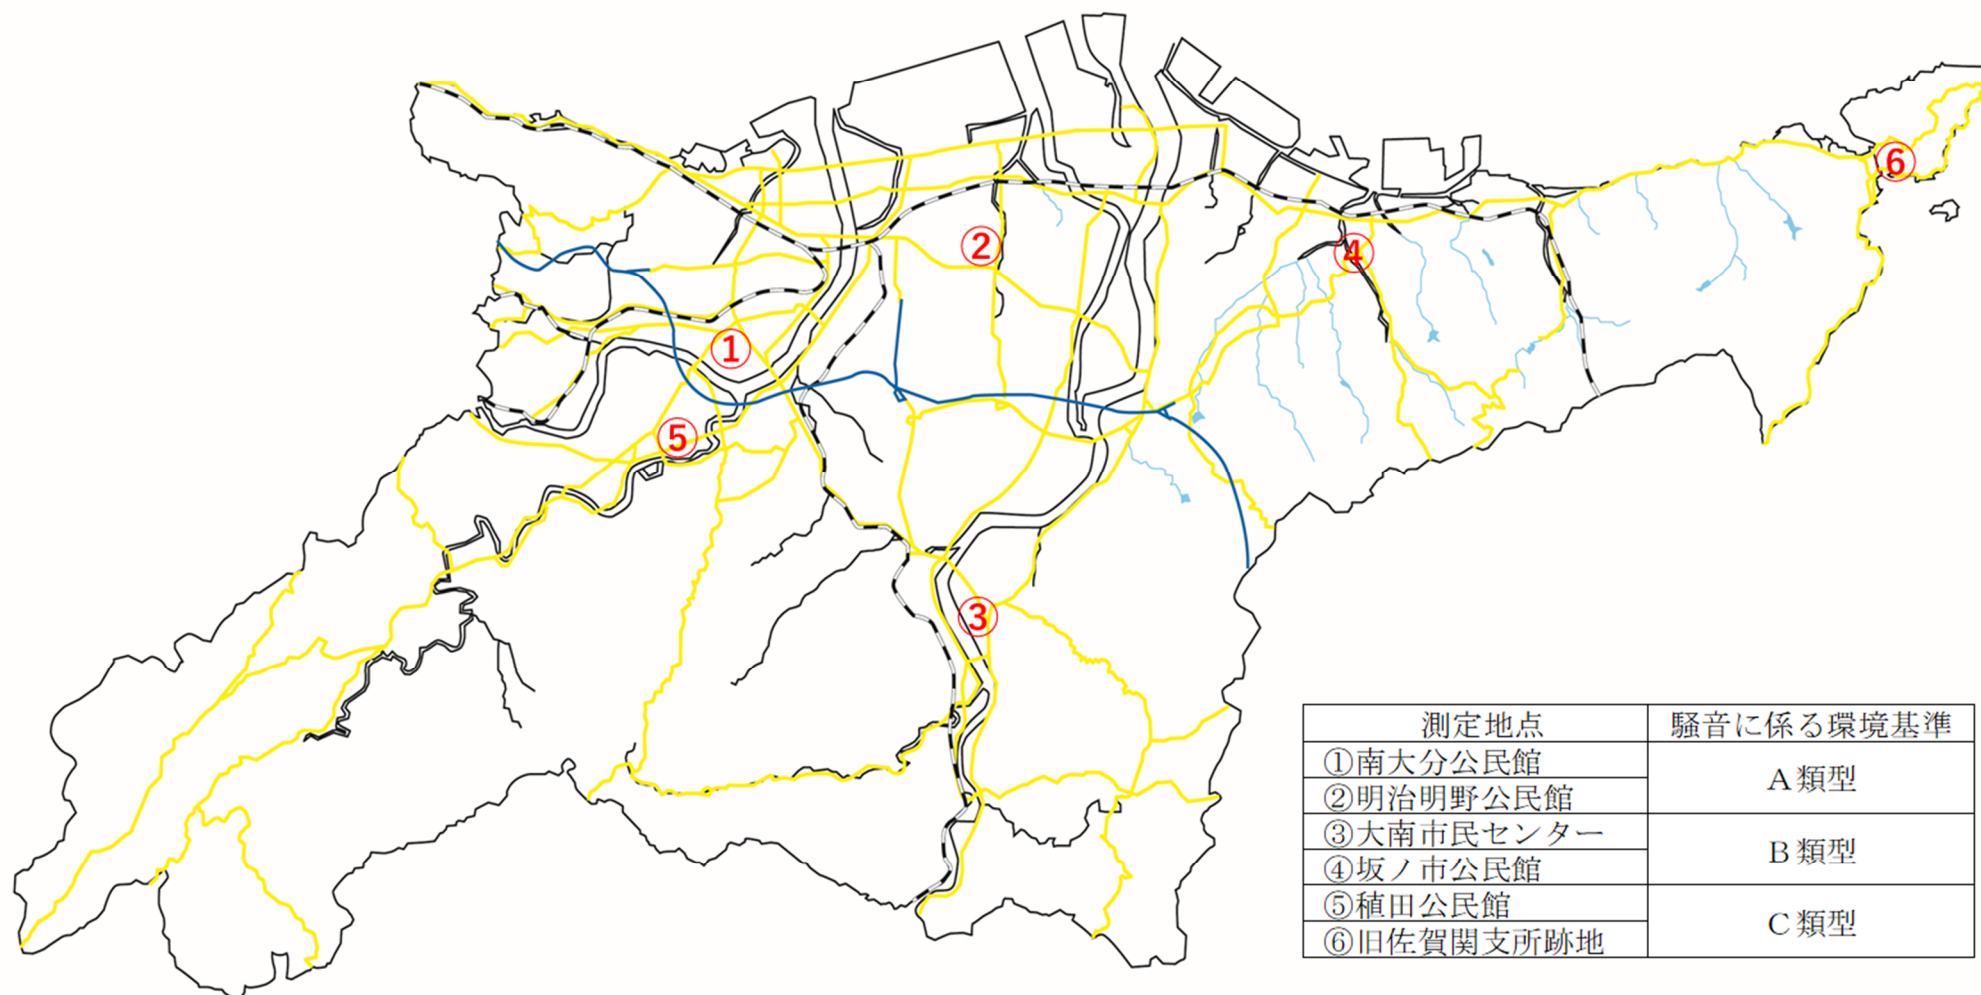 ⑥
②
④
①
⑤
③
測定地点 騒音に係る環境基準
①南大分公民館 A類型
②明治明野公民館
③大南市民センター B類型
④坂ノ市公民館
⑤稙田公民館 C類型
⑥旧佐賀関支所跡地